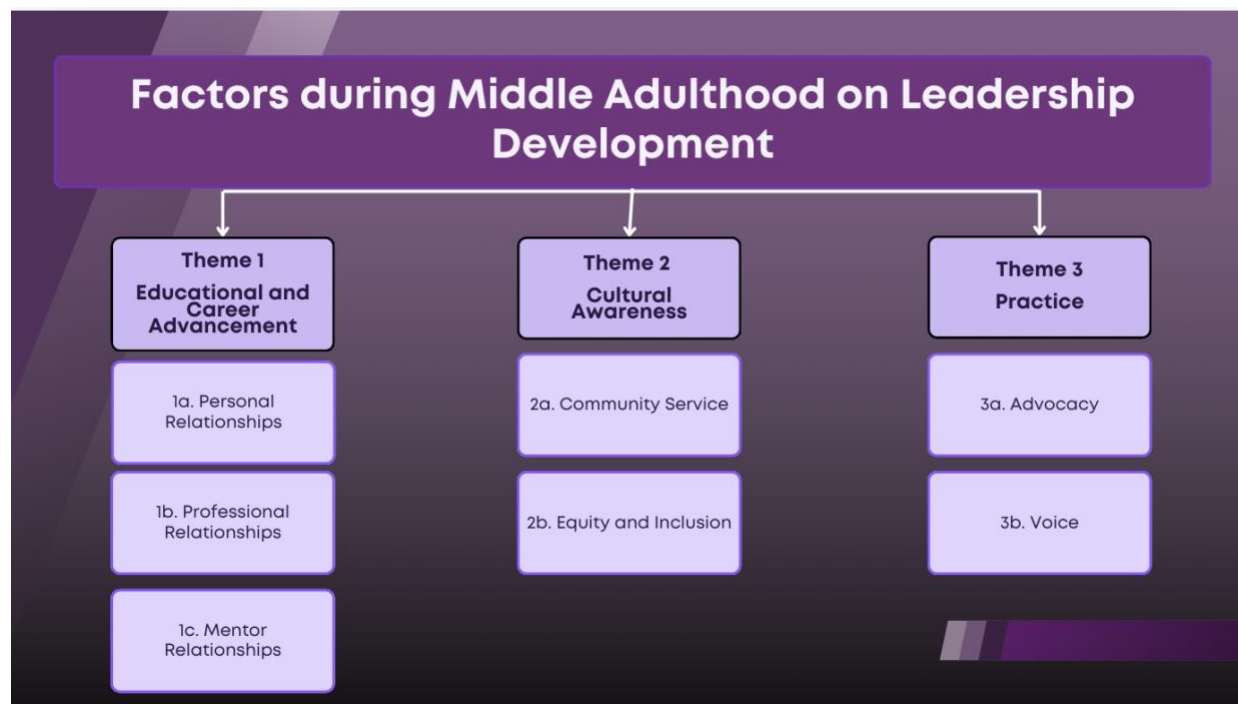 Factors during Middle Adulthood on Leadership
Development
Theme 1
Educational and
Career
Advancement
1a. Personal
Relationships
1b. Professional
Relationships
1c. Mentor
Relationships
Theme 2
Cultural
Awareness
2a. Community Service
2b. Equity and Inclusion
Theme 3
Practice
3a. Advocacy
3b. Voice